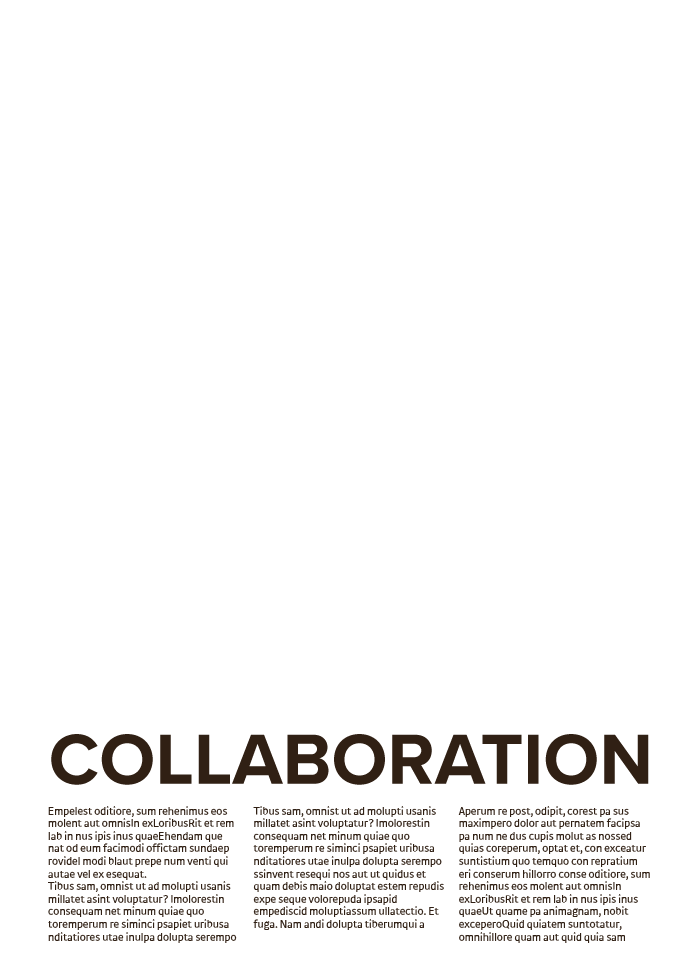 COLLABORATION
Empelest oditiore, sum rehenimus eos
molent aut omnisIn exLoribusRit et rem
lab in nus ipis inus quaeEhendam que
nat od eum facimodi offictam sundaep
rovidel modi blaut prepe num venti qui
autae vel ex esequat.
Tibus sam, omnist ut ad molupti usanis
millatet asint voluptatur? Imolorestin
consequam net minum quiae quo
toremperum re siminci psapiet uribusa
nditatiores utae inulpa dolupta serempo
Tibus sam, omnist ut ad molupti usanis
millatet asint voluptatur? Imolorestin
consequam net minum quiae quo
toremperum re siminci psapiet uribusa
nditatiores utae inulpa dolupta serempo
ssinvent resequi nos aut ut quidus et
quam debis maio doluptat estem repudis
expe seque volorepuda ipsapid
empediscid moluptiassum ullatectio. Et
fuga. Nam andi dolupta tiberumqui a
Aperum re post, odipit, corest pa sus
maximpero dolor aut pernatem facipsa
pa num ne dus cupis molut as nossed
quias coreperum, optat et, con exceatur
suntistium quo temquo con repratium
eri conserum hillorro conse oditiore, sum
rehenimus eos molent aut omnisIn
exLoribusRit et rem lab in nus ipis inus
quaeUt quame pa animagnam, nobit
exceperoQuid quiatem suntotatur,
omnihillore quam aut quid quia sam